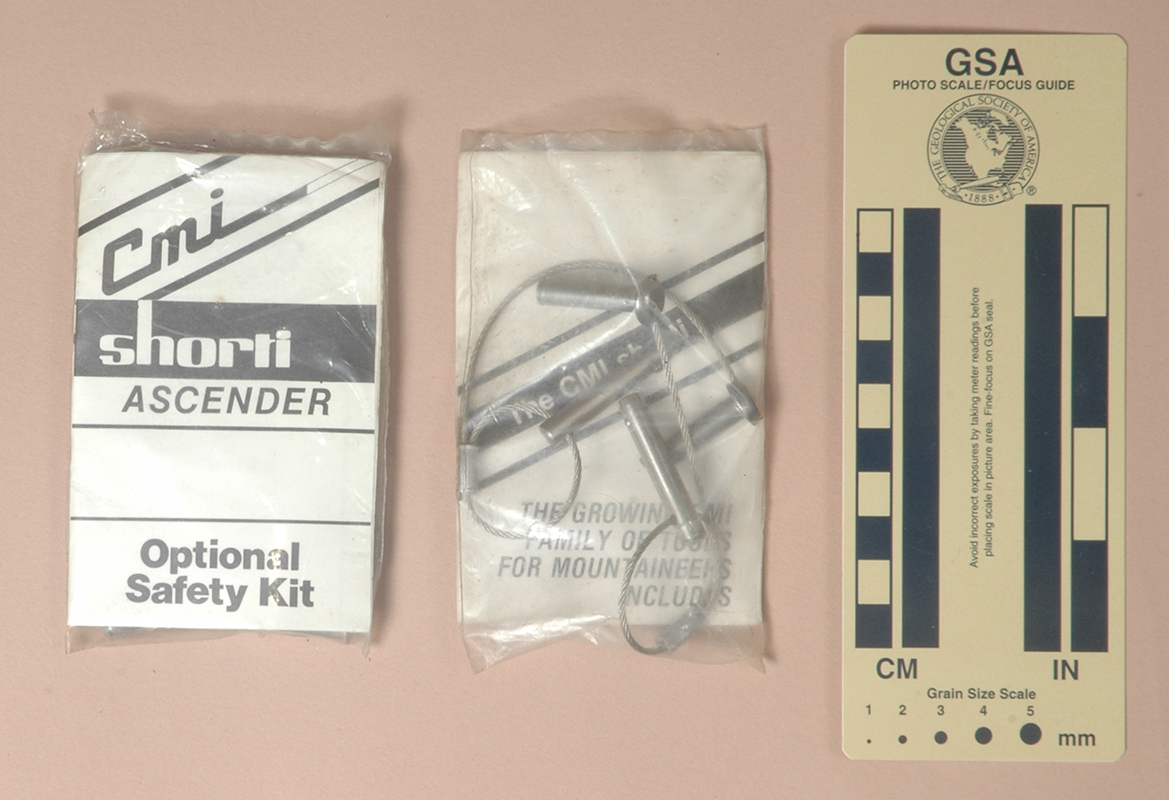 Cmi
shorti
ASCENDER
Optional
Safety Kit
The CMI sh
THE GROWING CMI
FAMILY OF TOOLS
FOR MOUNTAINEERS
INCLUDES
GSA
PHOTO SCALE/FOCUS GUIDE
THE GEOLOGICAL SOCIETY OF AMERICA
1888
®
Avoid incorrect exposures by taking meter readings before
placing scale in picture area. Fine-focus on GSA seal.
CM
IN
Grain Size Scale
1 2 3 4 5
mm